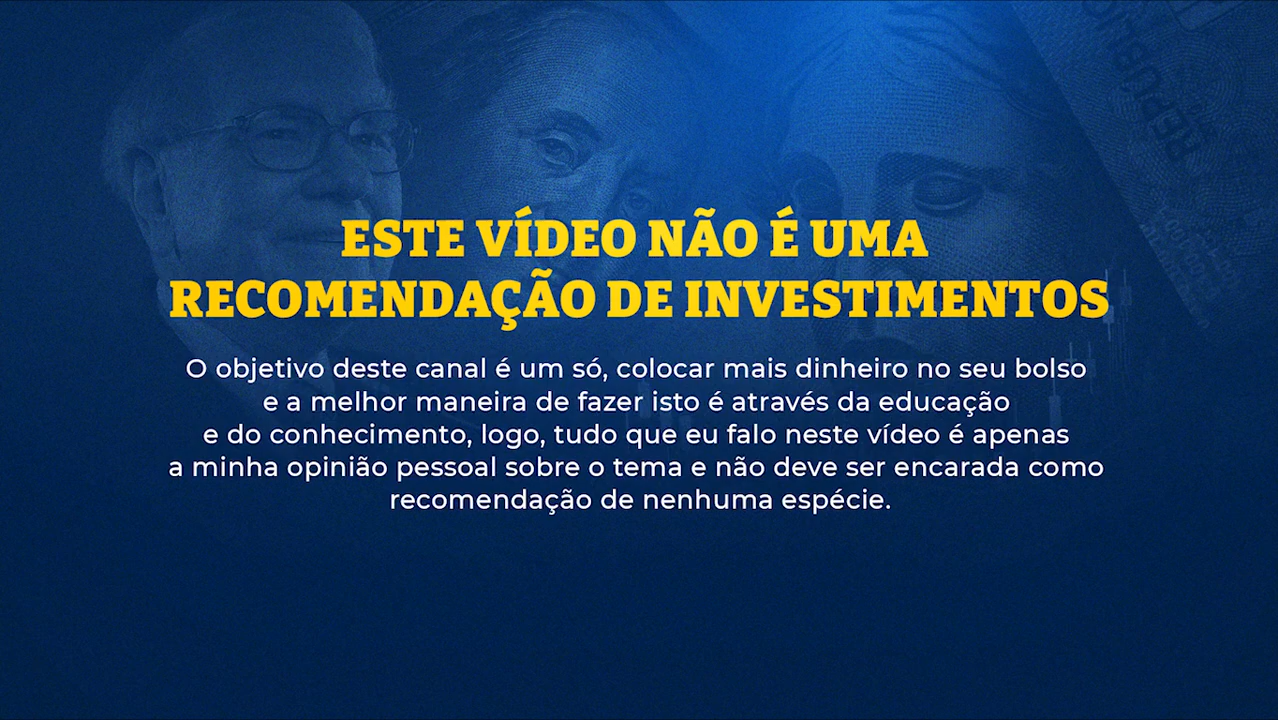 ESTE VÍDEO NÃO É UMA
RECOMENDAÇÃO DE INVESTIMENTOS
O objetivo deste canal é um só, colocar mais dinheiro no seu bolso
e a melhor maneira de fazer isto é através da educação
e do conhecimento, logo, tudo que eu falo neste vídeo é apenas
a minha opinião pessoal sobre o tema e não deve ser encarada como
recomendação de nenhuma espécie.